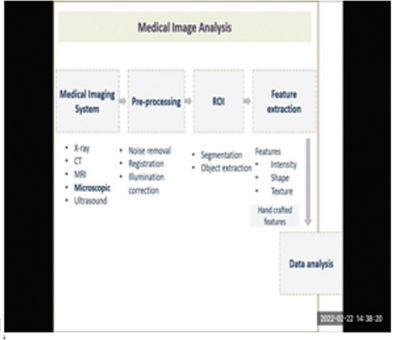 Medical Image Analysis
Medical Imaging
System
Pre-processing
ROI
Feature
extraction
• X-ray
• CT
• MRI
• Microscopic
• Ultrasound
• Noise removal
• Registration
• Illumination
correction
• Segmentation
• Object extraction
Features
• Intensity
• Shape
• Texture
Hand crafted
features
Data analysis
2022-02-22 14:38:20